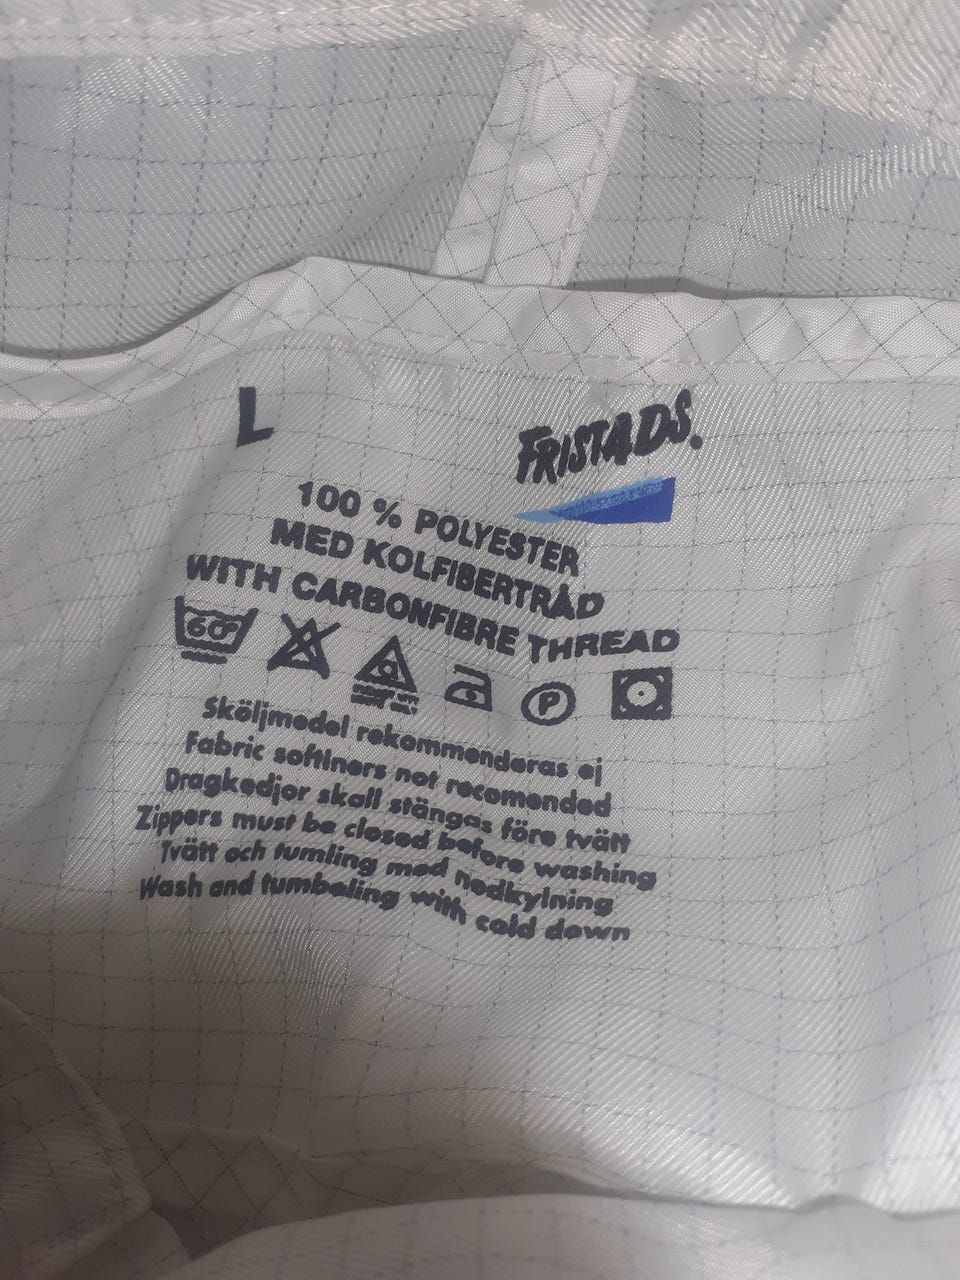 L
FRISTADS.
100 % POLYESTER
MED KOLFIBERTRÅD
WITH CARBONFIBRE THREAD
60°
P
Sköljmedel rekommenderas ej
Fabric softiners not recomended
Dragkedjor skall stängas före tvätt
Zippers must be closed before washing
Tvätt och tumling med nedkylning
Wash and tumbeling with cold down